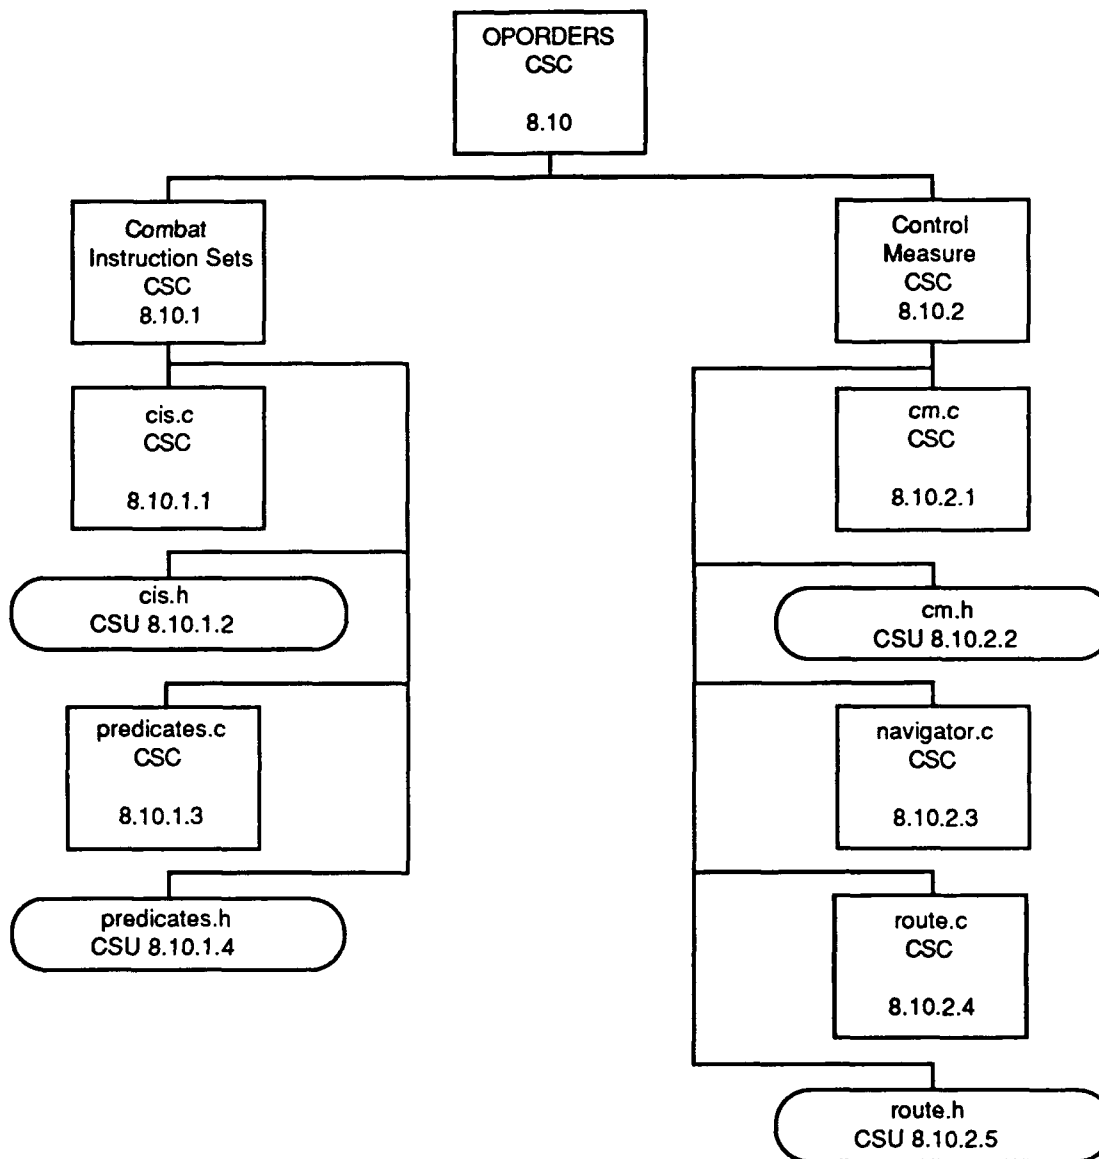 OPORDERS
CSC
8.10
Combat
Instruction Sets
CSC
8.10.1
Control
Measure
CSC
8.10.2
cis.c
CSC
8.10.1.1
cm.c
CSC
8.10.2.1
cis.h
CSU 8.10.1.2
cm.h
CSU 8.10.2.2
predicates.c
CSC
8.10.1.3
navigator.c
CSC
8.10.2.3
predicates.h
CSU 8.10.1.4
route.c
CSC
8.10.2.4
route.h
CSU 8.10.2.5